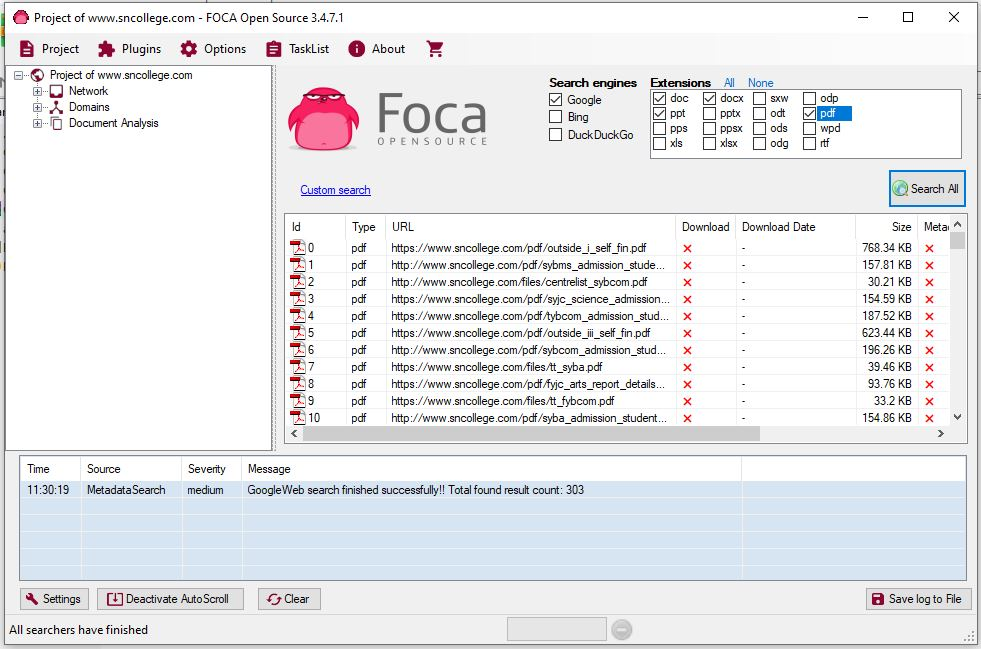 Project of www.sncollege.com - FOCA Open Source 3.4.7.1
Project Plugins Options TaskList About
Project of www.sncollege.com
Network
Domains
Document Analysis
Foca
OPENSOURCE
Search engines
Google
Bing
DuckDuckGo
Extensions All None
doc docx sxw odp
ppt pptx odt pdf
pps ppsx ods wpd
xls xlsx odg rtf
Custom search
Search All
Id Type URL Download Download Date Size Meta
0 pdf https://www.sncollege.com/pdf/outside_j_self_fin.pdf × - 768.34 KB ×
1 pdf http://www.sncollege.com/pdf/sybms_admission_stude... × - 157.81 KB ×
2 pdf http://www.sncollege.com/files/centrelist_sybcom.pdf × - 30.21 KB ×
3 pdf http://www.sncollege.com/pdf/syjc_science_admission... × - 154.59 KB ×
4 pdf http://www.sncollege.com/pdf/tybcom_admission_stud... × - 187.52 KB ×
5 pdf https://www.sncollege.com/pdf/outside_iii_self_fin.pdf × - 623.44 KB ×
6 pdf http://www.sncollege.com/pdf/sybcom_admission_stud... × - 196.26 KB ×
7 pdf https://www.sncollege.com/files/tt_syba.pdf × - 39.46 KB ×
8 pdf http://www.sncollege.com/pdf/fyjc_arts_report_details... × - 93.76 KB ×
9 pdf https://www.sncollege.com/files/tt_fybcom.pdf × - 33.2 KB ×
10 pdf http://www.sncollege.com/pdf/syba_admission_student... × - 154.86 KB ×
Time Source Severity Message
11:30:19 MetadataSearch medium GoogleWeb search finished successfully!! Total found result count: 303
Settings Deactivate AutoScroll Clear Save log to File
All searchers have finished